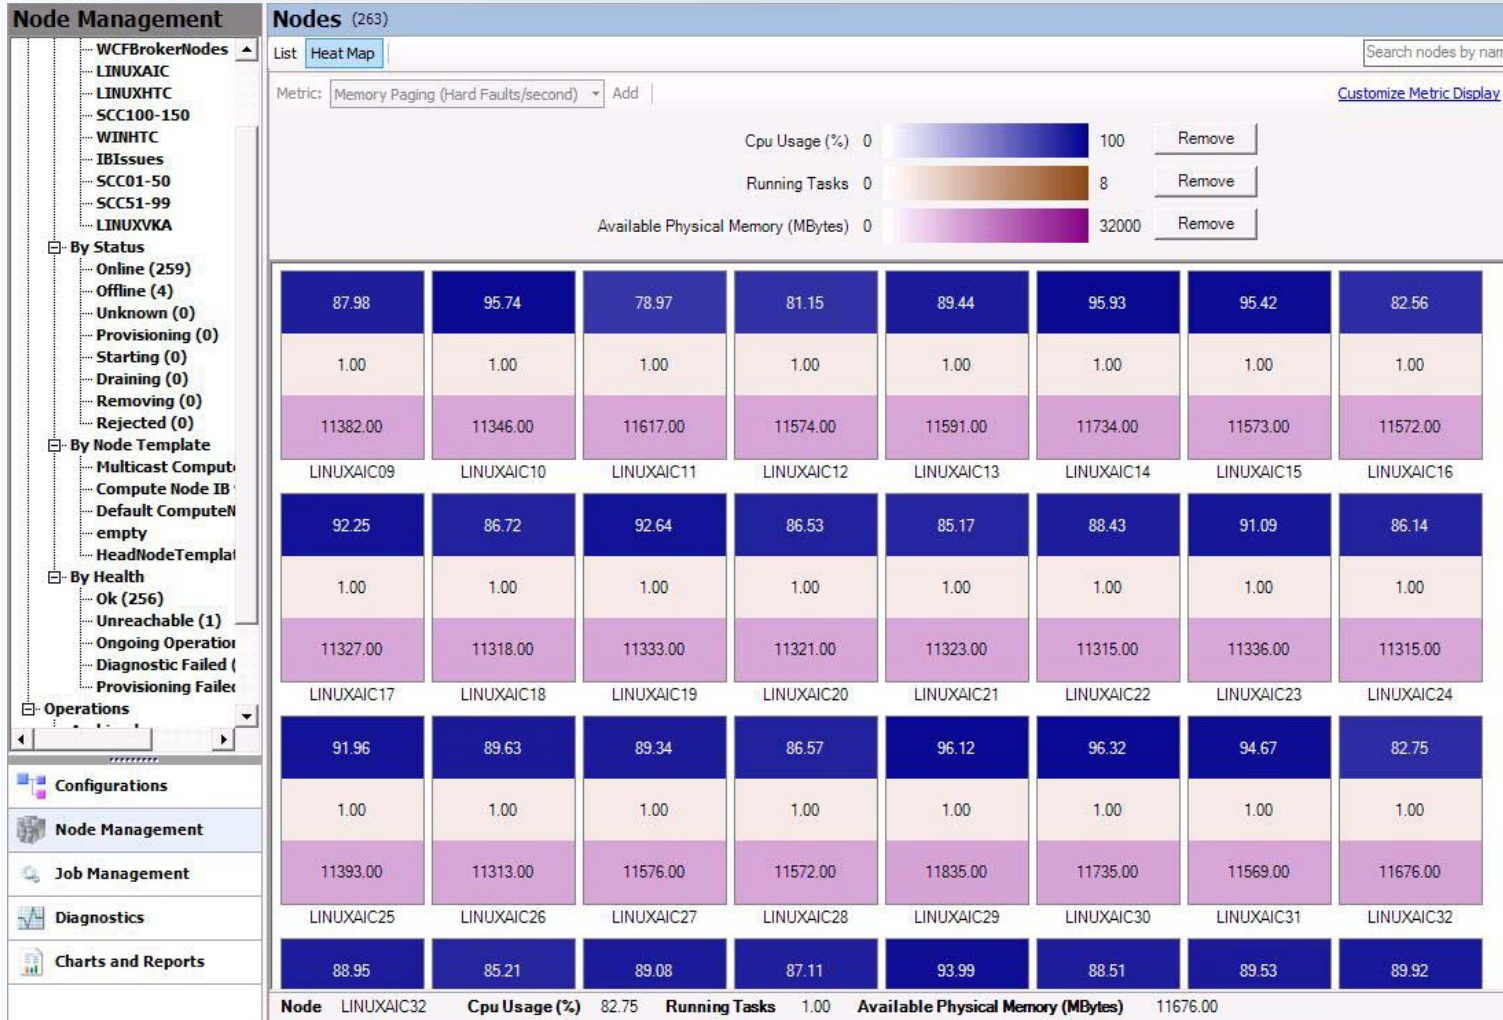 Node Management
WCFBrokerNodes
LINUXAIC
LINUXHTC
SCC100-150
WINHTC
IBIssues
SCC01-50
SCC51-99
LINUXVKA
By Status
Online (259)
Offline (4)
Unknown (0)
Provisioning (0)
Starting (0)
Draining (0)
Removing (0)
Rejected (0)
By Node Template
Multicast Comput
Compute Node IB
Default Compute
empty
HeadNodeTempla
By Health
Ok (256)
Unreachable (1)
Ongoing Operatio
Diagnostic Failed (
Provisioning Faile
Operations
Configurations
Node Management
Job Management
Diagnostics
Charts and Reports
Nodes (263)
List Heat Map Search nodes by nam
Metric: Memory Paging (Hard Faults/second) Add Customize Metric Display
Cpu Usage (%) 0 100 Remove
Running Tasks 0 8 Remove
Available Physical Memory (MBytes) 0 32000 Remove
87.98 95.74 78.97 81.15 89.44 95.93 95.42 82.56
1.00 1.00 1.00 1.00 1.00 1.00 1.00 1.00
11382.00 11346.00 11617.00 11574.00 11591.00 11734.00 11573.00 11572.00
LINUXAIC09 LINUXAIC10 LINUXAIC11 LINUXAIC12 LINUXAIC13 LINUXAIC14 LINUXAIC15 LINUXAIC16
92.25 86.72 92.64 86.53 85.17 88.43 91.09 86.14
1.00 1.00 1.00 1.00 1.00 1.00 1.00 1.00
11327.00 11318.00 11333.00 11321.00 11323.00 11315.00 11336.00 11315.00
LINUXAIC17 LINUXAIC18 LINUXAIC19 LINUXAIC20 LINUXAIC21 LINUXAIC22 LINUXAIC23 LINUXAIC24
91.96 89.63 89.34 86.57 96.12 96.32 94.67 82.75
1.00 1.00 1.00 1.00 1.00 1.00 1.00 1.00
11393.00 11313.00 11576.00 11572.00 11835.00 11735.00 11569.00 11676.00
LINUXAIC25 LINUXAIC26 LINUXAIC27 LINUXAIC28 LINUXAIC29 LINUXAIC30 LINUXAIC31 LINUXAIC32
88.95 85.21 89.08 87.11 93.99 88.51 89.53 89.92
Node LINUXAIC32 Cpu Usage (%) 82.75 Running Tasks 1.00 Available Physical Memory (MBytes) 11676.00